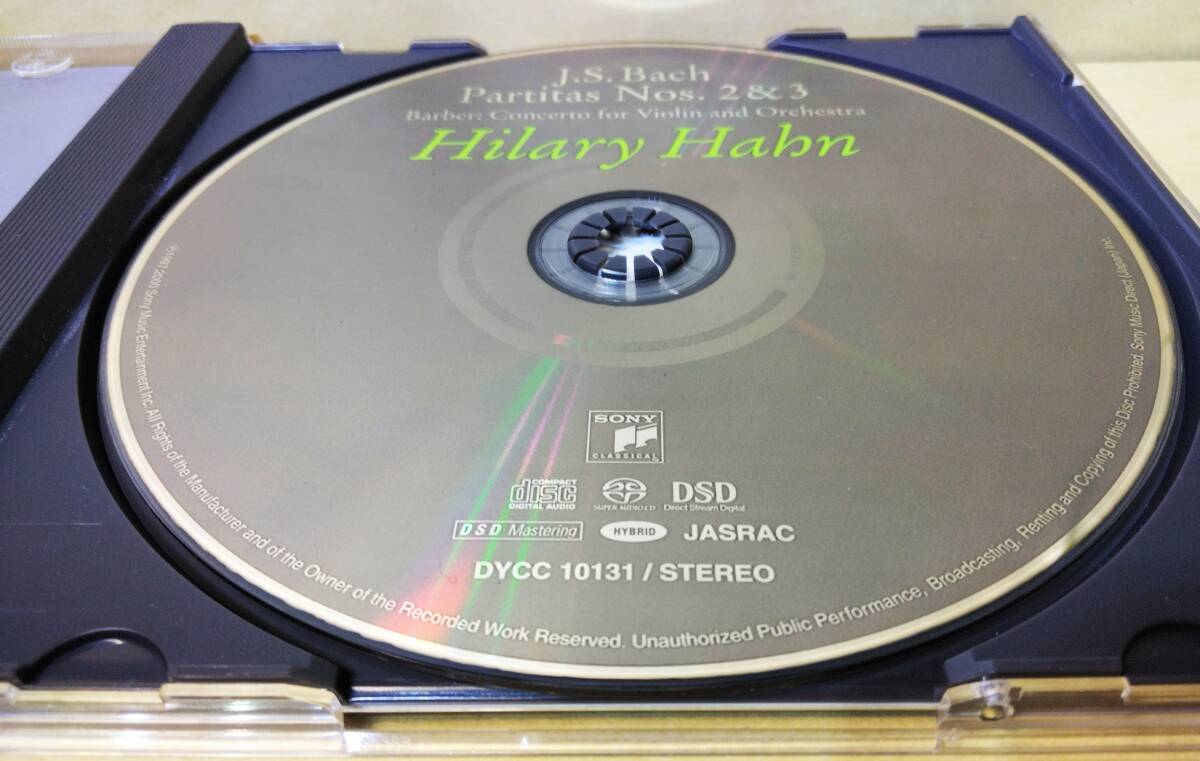 J.S. Bach
Partitas Nos. 2 & 3
Barber: Concerto for Violin and Orchestra
Hilary Hahn
SONY
CLASSICAL
COMPACT
disc
DIGITAL AUDIO
SUPER AUDIO CD
DSD
Direct Stream Digital
DSD Mastering
HYBRID
JASRAC
DYCC 10131 / STEREO
℗1997, 2000 Sony Music Entertainment Inc. All Rights of the Manufacturer and of the Owner of the Recorded Work Reserved. Unauthorized Public Performance, Broadcasting, Renting and Copying of this Disc Prohibited. Sony Music Direct (Japan) Inc.